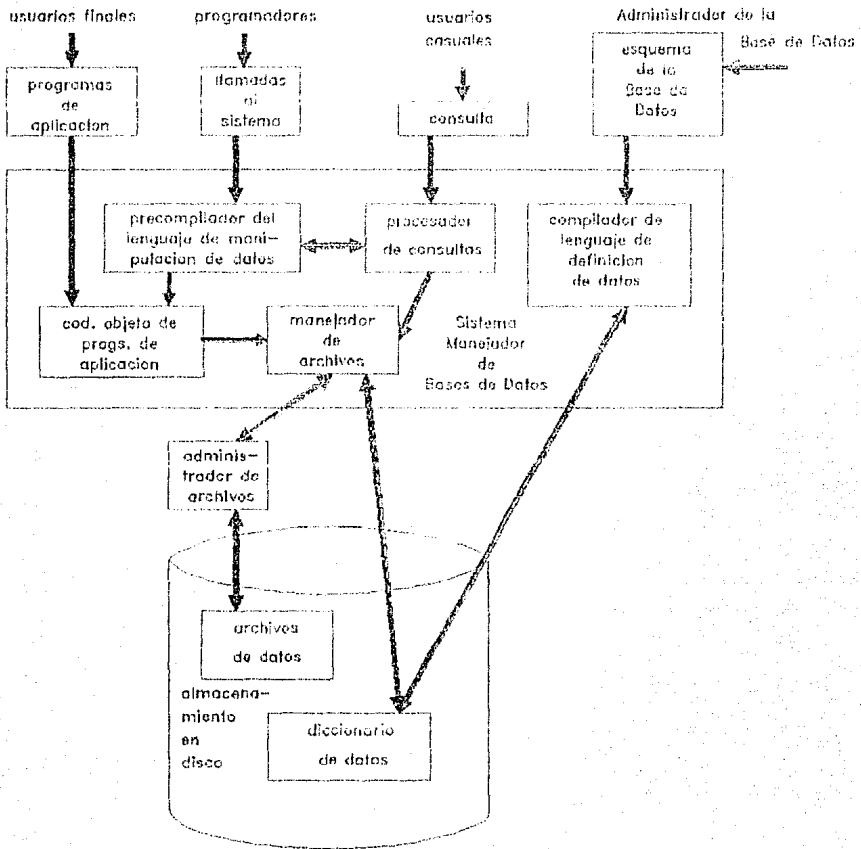 usuarios finales
programadores
usuarios
casuales
Administrador de la
Base de Datos
programas
de
aplicacion
llamadas
al
sistema
consulta
esquema
de la
Base de
Datos
precompilador del
lenguaje de mani-
pulacion de datos
procesador
de consultas
compilador de
lenguaje de
definicion
de datos
cod. objeto de
progs. de
aplicacion
manejador
de
archivos
Sistema
Manejador
de
Bases de Datos
adminis-
trador de
archivos
archivos
de datos
almacena-
miento
en
disco
diccionario
de datos